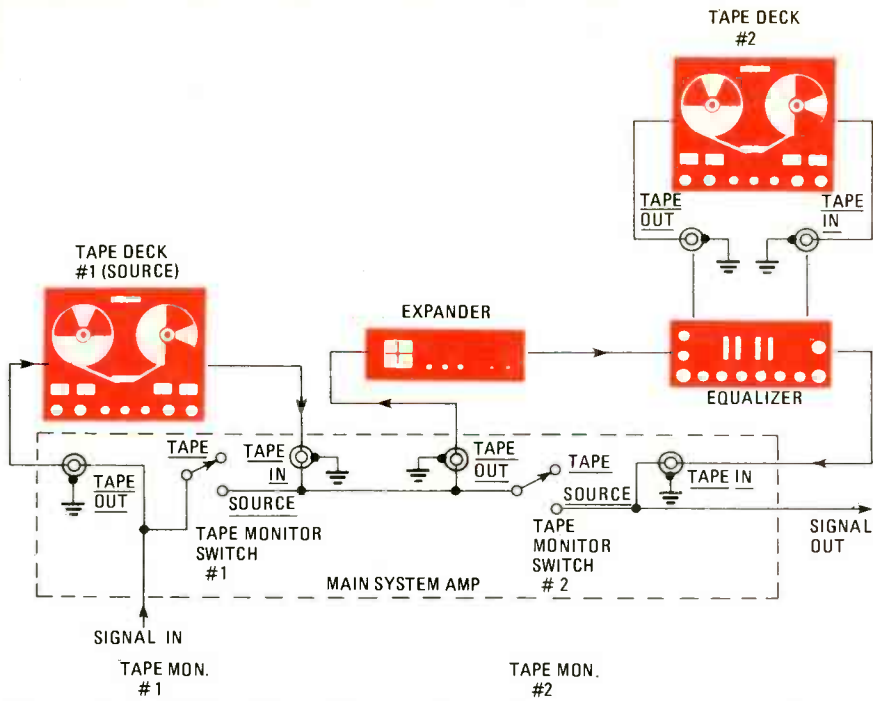 TAPE DECK
#2
TAPE
OUT
TAPE
IN
TAPE DECK
#1 (SOURCE)
EXPANDER
EQUALIZER
TAPE
OUT
TAPE
SOURCE
TAPE MONITOR
SWITCH
#1
TAPE
IN
TAPE
OUT
TAPE
SOURCE
TAPE
MONITOR
SWITCH
#2
TAPE IN
SIGNAL
OUT
MAIN SYSTEM AMP
SIGNAL IN
TAPE MON.
#1
TAPE MON.
#2